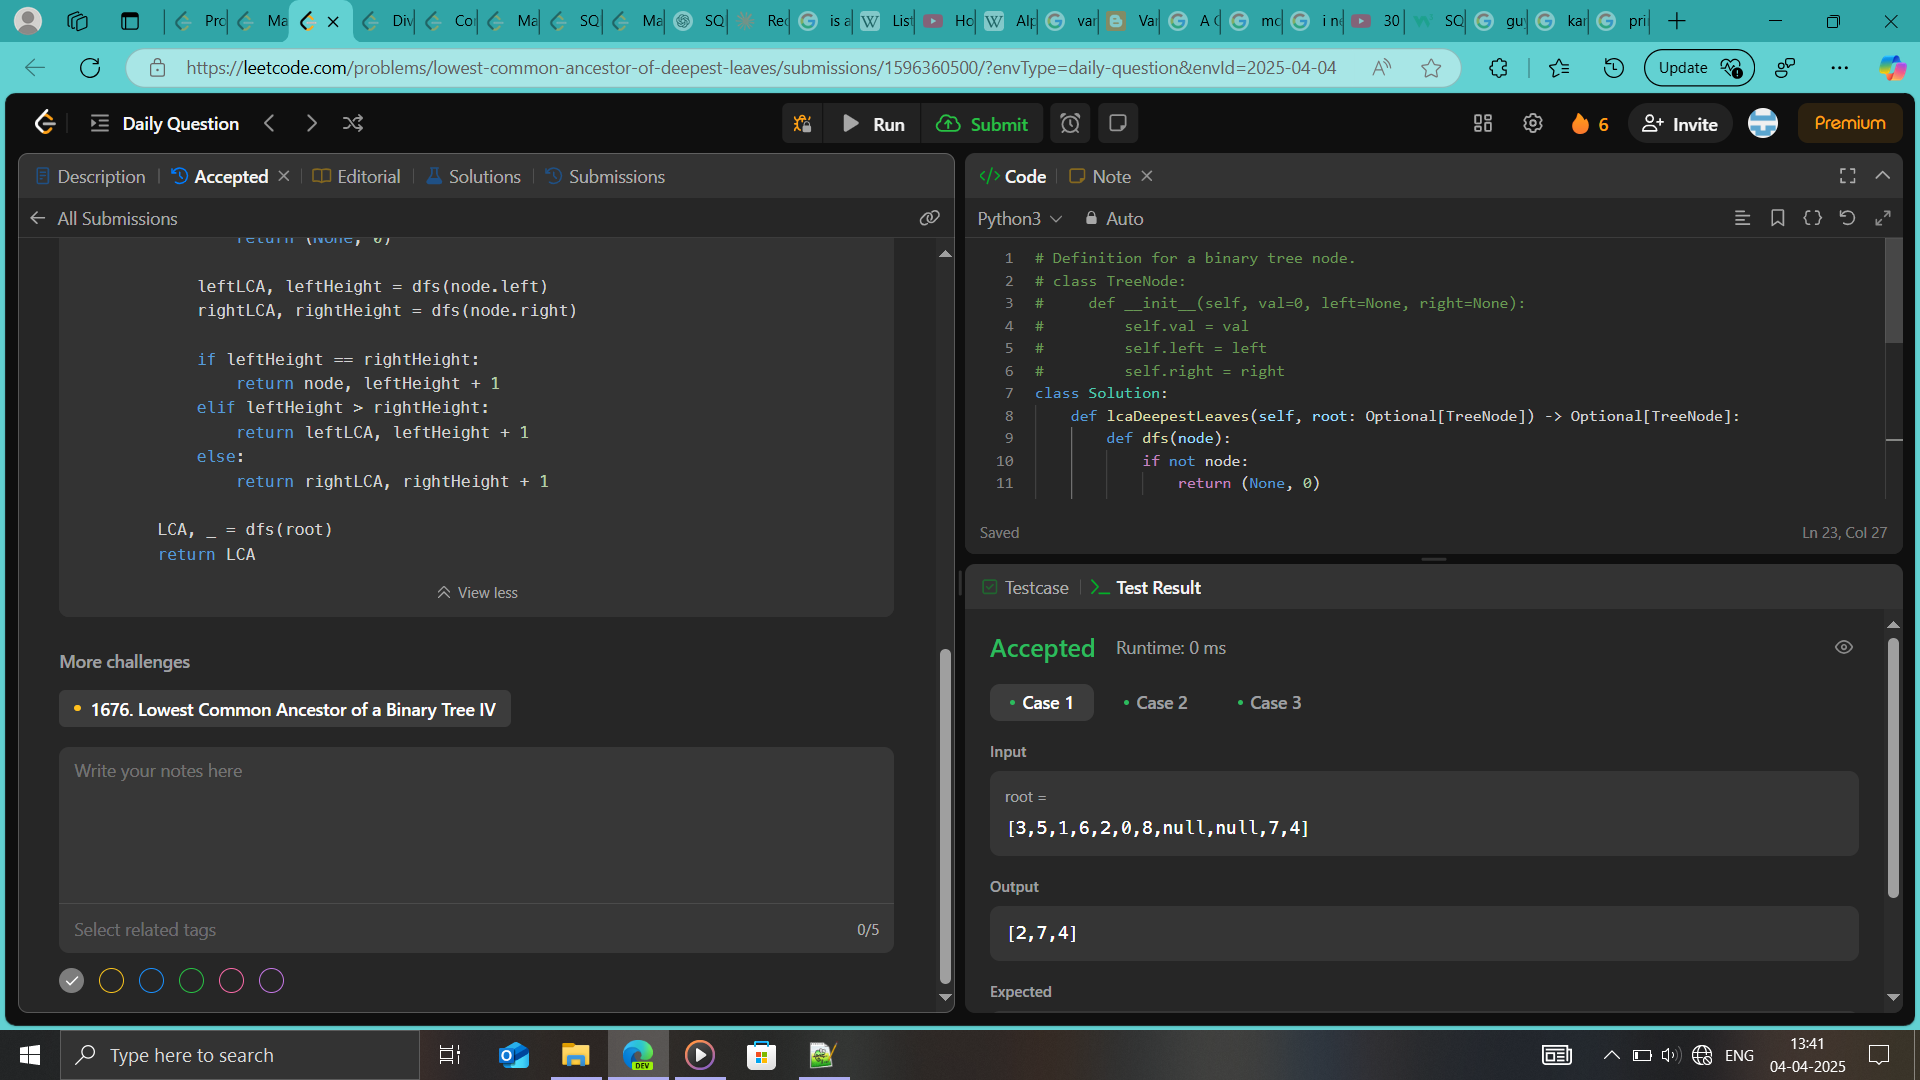 Pro
Ma
Div
Cor
Ma
SQ
Ma
SQ
Rec
is a
List
Ho
Alp
var
Var
A C
mo
i ne
30
SQ
guy
kar
pri
https://leetcode.com/problems/lowest-common-ancestor-of-deepest-leaves/submissions/1596360500/?envType=daily-question&envId=2025-04-04
Update
Daily Question
Run
Submit
6
Invite
Premium
Description
Accepted
Editorial
Solutions
Submissions
All Submissions
return (None, 0)
leftLCA, leftHeight = dfs(node.left)
rightLCA, rightHeight = dfs(node.right)
if leftHeight == rightHeight:
return node, leftHeight + 1
elif leftHeight > rightHeight:
return leftLCA, leftHeight + 1
else:
return rightLCA, rightHeight + 1
LCA, _ = dfs(root)
return LCA
View less
More challenges
1676. Lowest Common Ancestor of a Binary Tree IV
Write your notes here
Select related tags
0/5
</> Code
Note
Python3
Auto
1 # Definition for a binary tree node.
2 # class TreeNode:
3 #     def __init__(self, val=0, left=None, right=None):
4 #         self.val = val
5 #         self.left = left
6 #         self.right = right
7 class Solution:
8     def lcaDeepestLeaves(self, root: Optional[TreeNode]) -> Optional[TreeNode]:
9         def dfs(node):
10             if not node:
11                 return (None, 0)
Saved
Ln 23, Col 27
Testcase
Test Result
Accepted
Runtime: 0 ms
Case 1
Case 2
Case 3
Input
root =
[3,5,1,6,2,0,8,null,null,7,4]
Output
[2,7,4]
Expected
Type here to search
DEV
ENG
13:41
04-04-2025